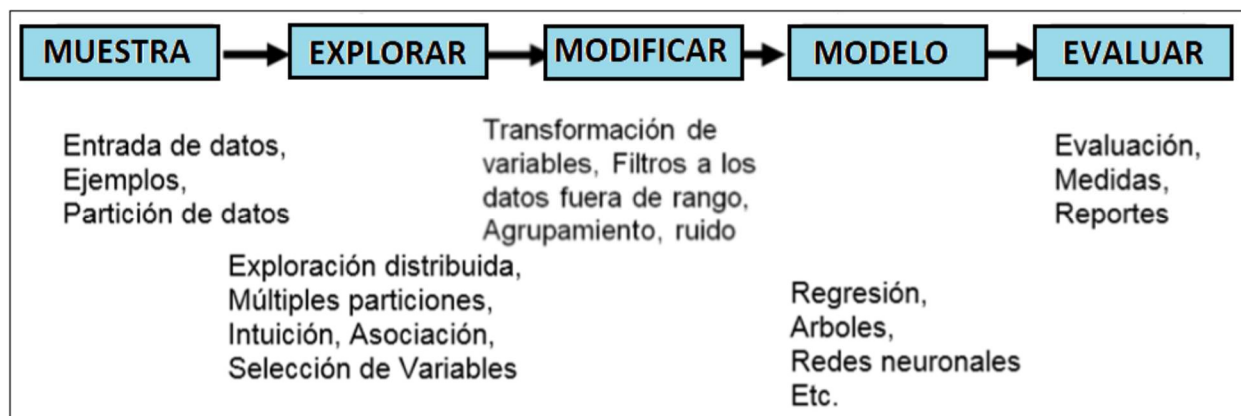 MUESTRA
EXPLORAR
MODIFICAR
MODELO
EVALUAR
Entrada de datos,
Ejemplos,
Partición de datos
Exploración distribuida,
Múltiples particiones,
Intuición, Asociación,
Selección de Variables
Transformación de
variables, Filtros a los
datos fuera de rango,
Agrupamiento, ruido
Regresión,
Arboles,
Redes neuronales
Etc.
Evaluación,
Medidas,
Reportes